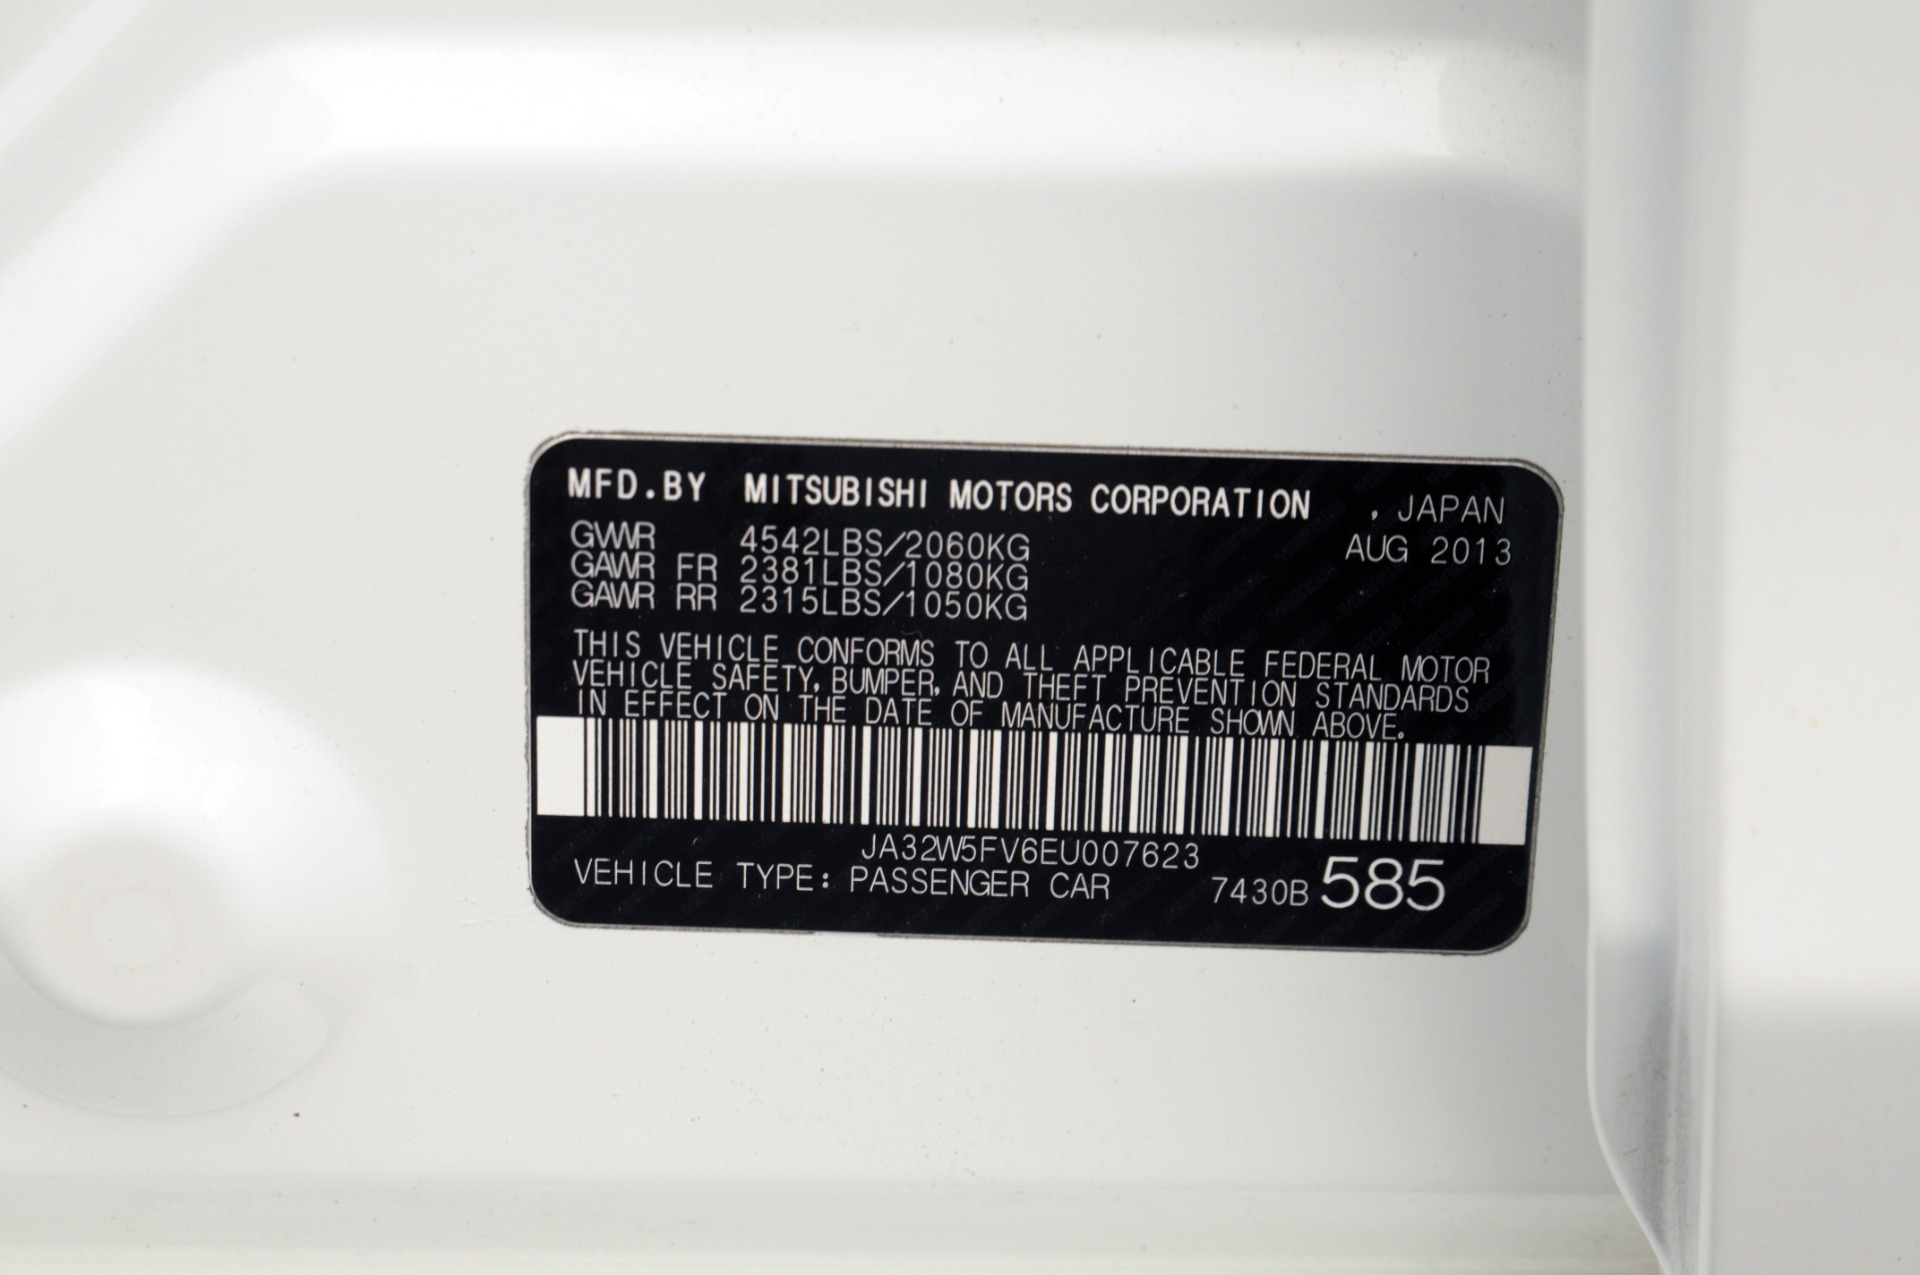 MFD.BY MITSUBISHI MOTORS CORPORATION , JAPAN
GVWR 4542LBS/2060KG AUG 2013
GAWR FR 2381LBS/1080KG
GAWR RR 2315LBS/1050KG
THIS VEHICLE CONFORMS TO ALL APPLICABLE FEDERAL MOTOR
VEHICLE SAFETY, BUMPER, AND THEFT PREVENTION STANDARDS
IN EFFECT ON THE DATE OF MANUFACTURE SHOWN ABOVE.
JA32W5FV6EU007623
VEHICLE TYPE: PASSENGER CAR 7430B 585